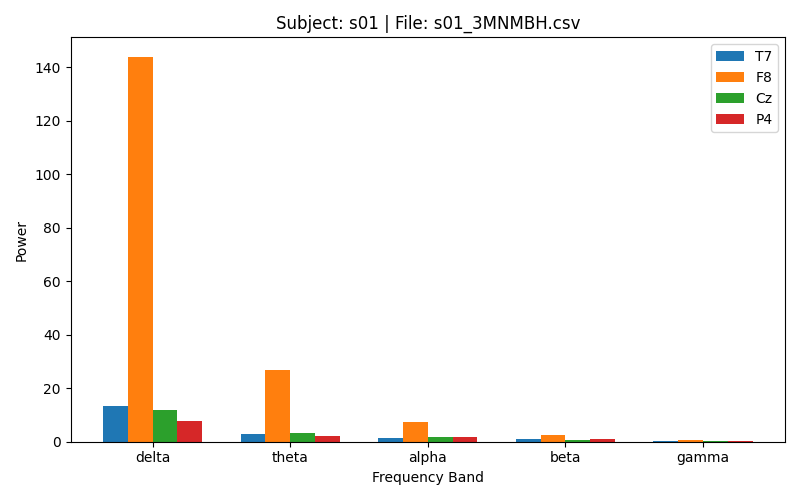 Subject: s01 | File: s01_3MNMBH.csv
T7
F8
Cz
P4
Power
140
120
100
80
60
40
20
0
delta theta alpha beta gamma
Frequency Band